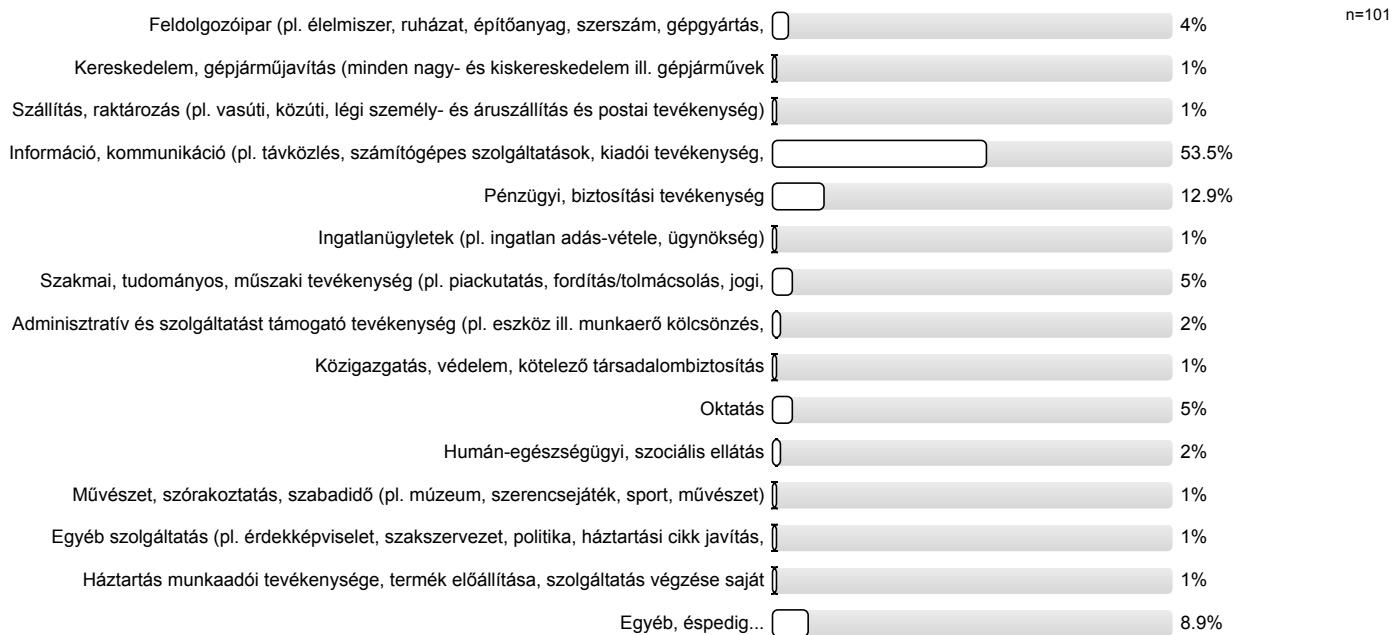 n=101
Feldolgozóipar (pl. élelmiszer, ruházat, építőanyag, szerszám, gépgyártás, 4%
Kereskedelem, gépjárműjavítás (minden nagy- és kiskereskedelem ill. gépjárművek 1%
Szállítás, raktározás (pl. vasúti, közúti, légi személy- és áruszállítás és postai tevékenység) 1%
Információ, kommunikáció (pl. távközlés, számítógépes szolgáltatások, kiadói tevékenység, 53.5%
Pénzügyi, biztosítási tevékenység 12.9%
Ingatlanügyletek (pl. ingatlan adás-vétele, ügynökség) 1%
Szakmai, tudományos, műszaki tevékenység (pl. piackutatás, fordítás/tolmácsolás, jogi, 5%
Adminisztratív és szolgáltatást támogató tevékenység (pl. eszköz ill. munkaerő kölcsönzés, 2%
Közigazgatás, védelem, kötelező társadalombiztosítás 1%
Oktatás 5%
Humán-egészségügyi, szociális ellátás 2%
Művészet, szórakoztatás, szabadidő (pl. múzeum, szerencsejáték, sport, művészet) 1%
Egyéb szolgáltatás (pl. érdekképviselet, szakszervezet, politika, háztartási cikk javítás, 1%
Háztartás munkaadói tevékenysége, termék előállítása, szolgáltatás végzése saját 1%
Egyéb, éspedig... 8.9%